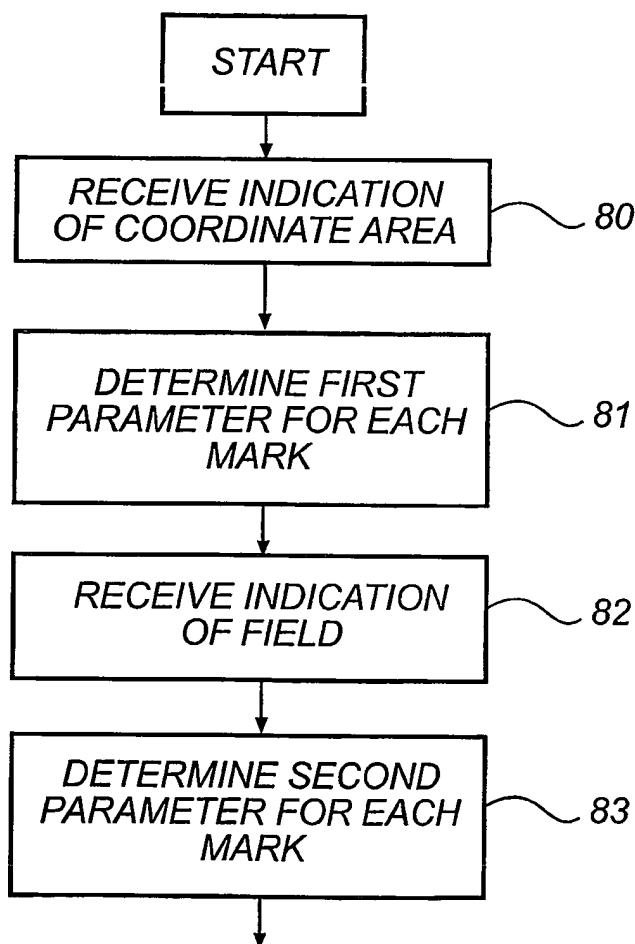 START
RECEIVE INDICATION
OF COORDINATE AREA
80
DETERMINE FIRST
PARAMETER FOR EACH
MARK
81
RECEIVE INDICATION
OF FIELD
82
DETERMINE SECOND
PARAMETER FOR EACH
MARK
83